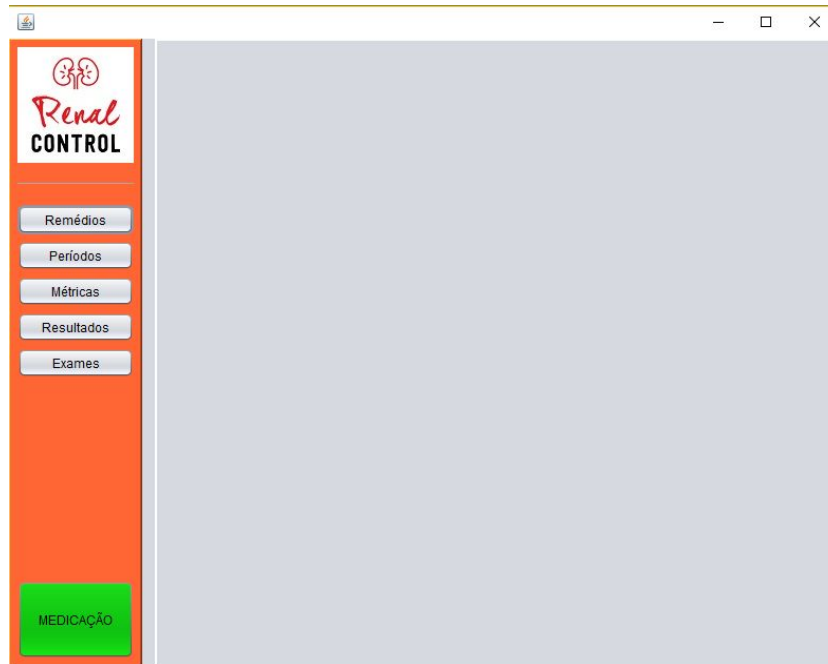 Renal
CONTROL
Remédios
Períodos
Métricas
Resultados
Exames
MEDICAÇÃO